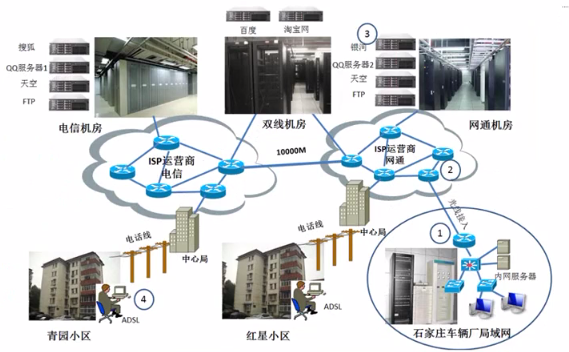 百度 淘宝网
搜狐
QQ服务器1
天空
FTP
3
银河
QQ服务器2
天空
FTP
电信机房
双线机房
网通机房
ISP运营商
电信
10000M
ISP运营商
网通
2
光线接入
1
电话线
中心局
电话线
中心局
内网服务器
4
ADSL
ADSL
青园小区
红星小区
石家庄车辆厂局域网